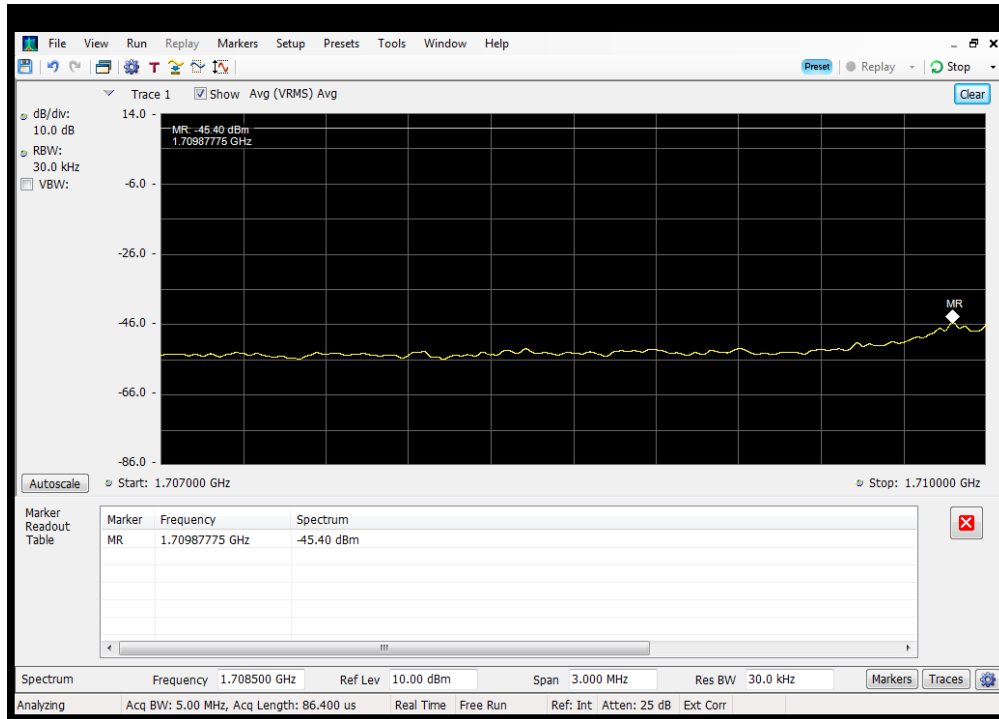 File View Run Replay Markers Setup Presets Tools Window Help
T Preset Replay Stop
Trace 1 Show Avg (VRMS) Avg Clear
dB/div:
10.0 dB
RBW:
30.0 kHz
VBW:
14.0
-6.0
-26.0
-46.0
-66.0
-86.0
MR: -45.40 dBm
1.70987775 GHz
MR
Autoscale Start: 1.707000 GHz Stop: 1.710000 GHz
Marker
Readout
Table
Marker Frequency Spectrum
MR 1.70987775 GHz -45.40 dBm
Spectrum Frequency 1.708500 GHz Ref Lev 10.00 dBm Span 3.000 MHz Res BW 30.0 kHz Markers Traces
Analyzing Acq BW: 5.00 MHz, Acq Length: 86.400 us Real Time Free Run Ref: Int Atten: 25 dB Ext Corr